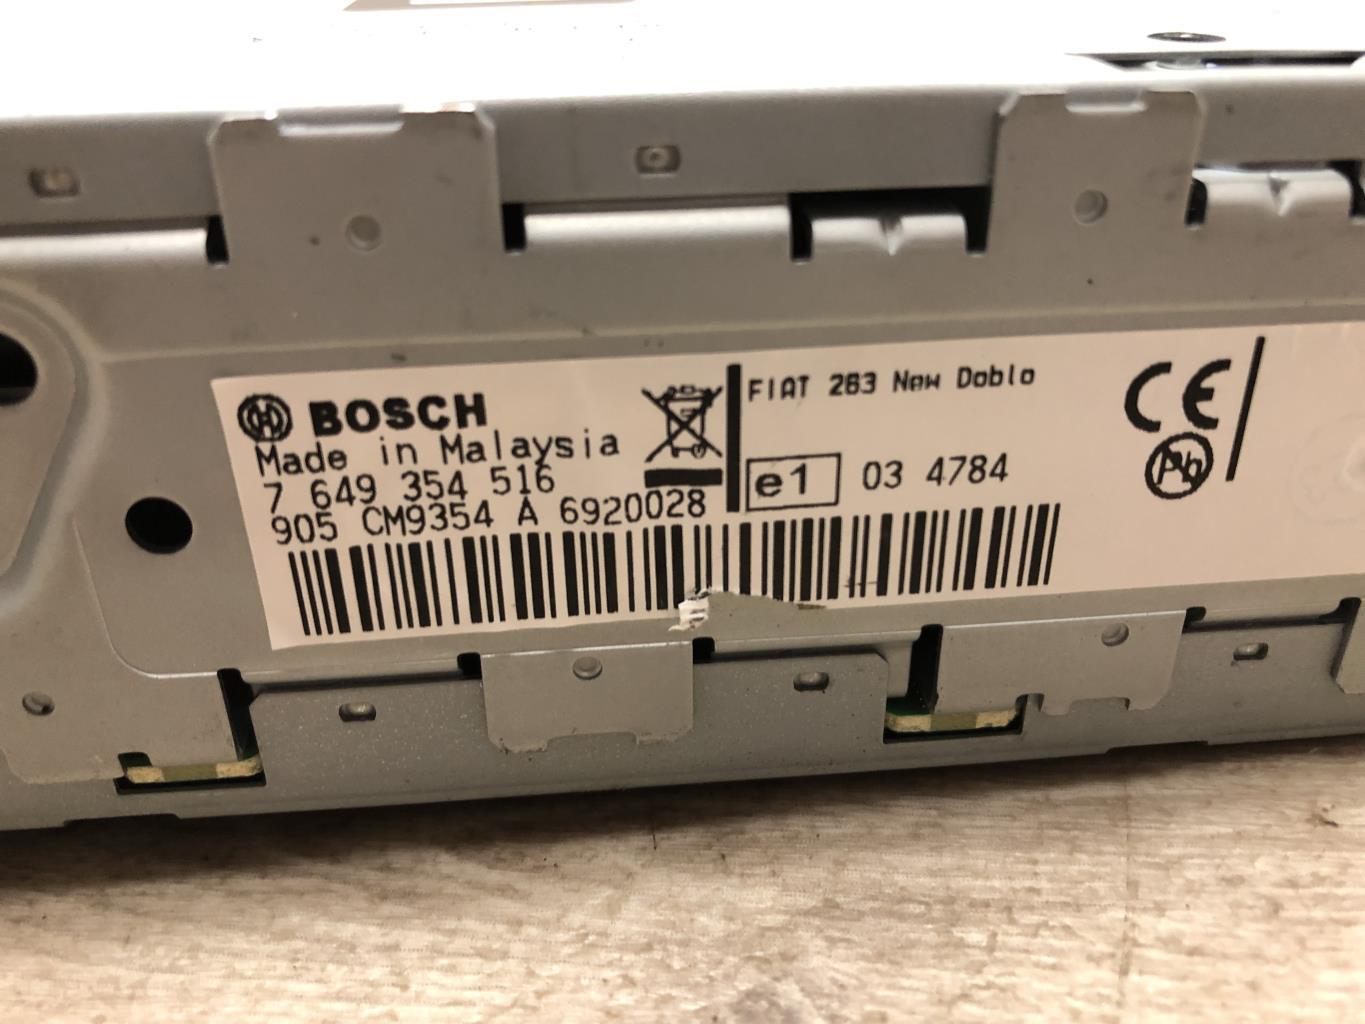 BOSCH
Made in Malaysia
7 649 354 516
905 CM9354 A 6920028
FIAT 263 New Doblo
e1 03 4784
CE
Pb